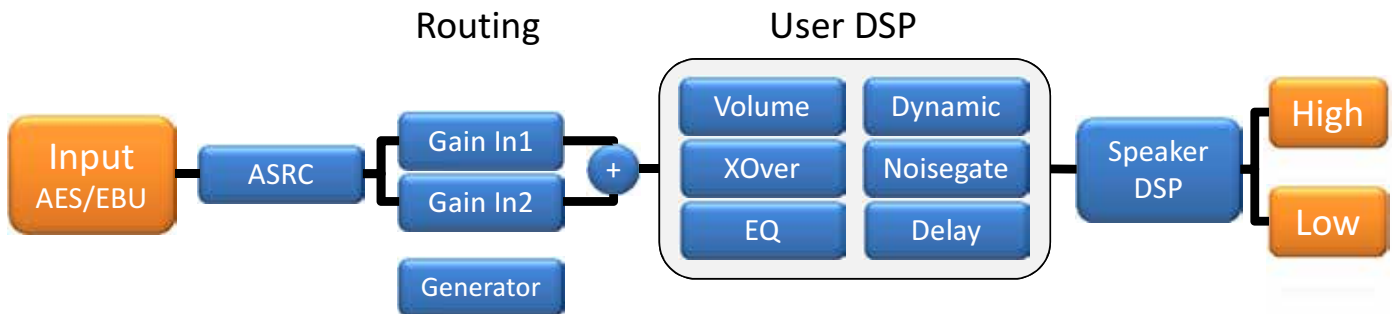 Routing
User DSP
Input
AES/EBU
ASRC
Gain In1
Gain In2
Generator
+
Volume
Dynamic
XOver
Noisegate
EQ
Delay
Speaker
DSP
High
Low